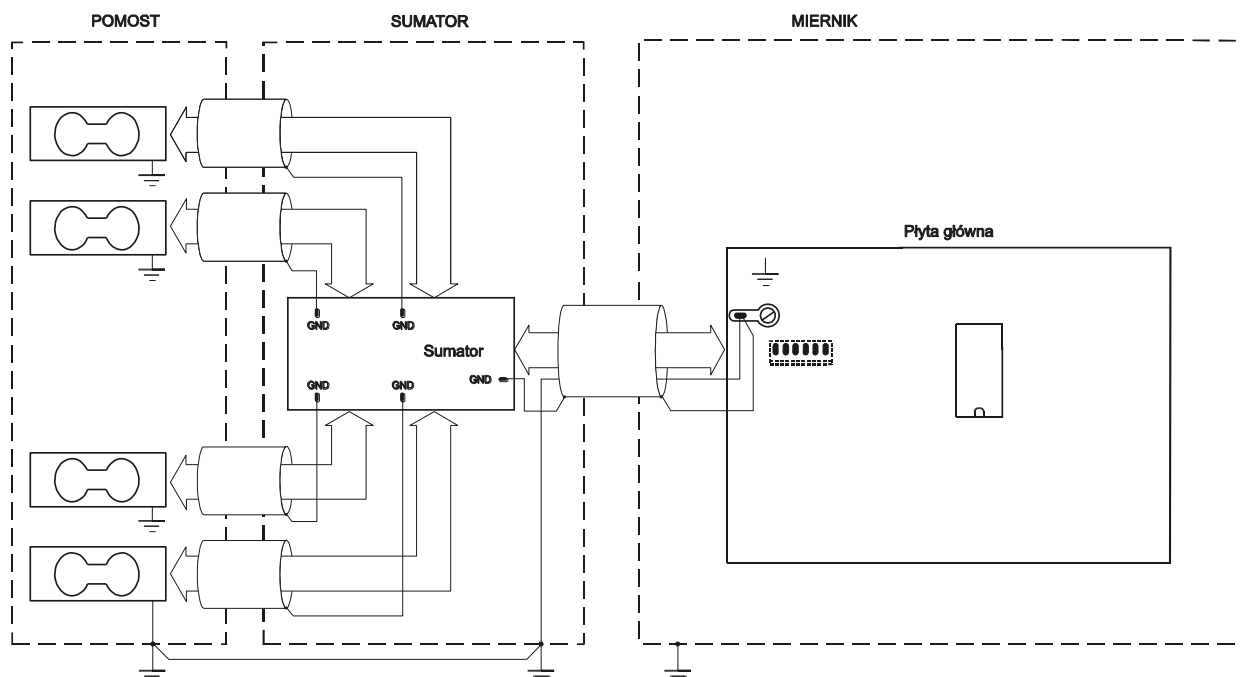 POMOST
SUMATOR
MIERNIK
Płyta główna
GND
GND
Sumator
GND
GND
GND